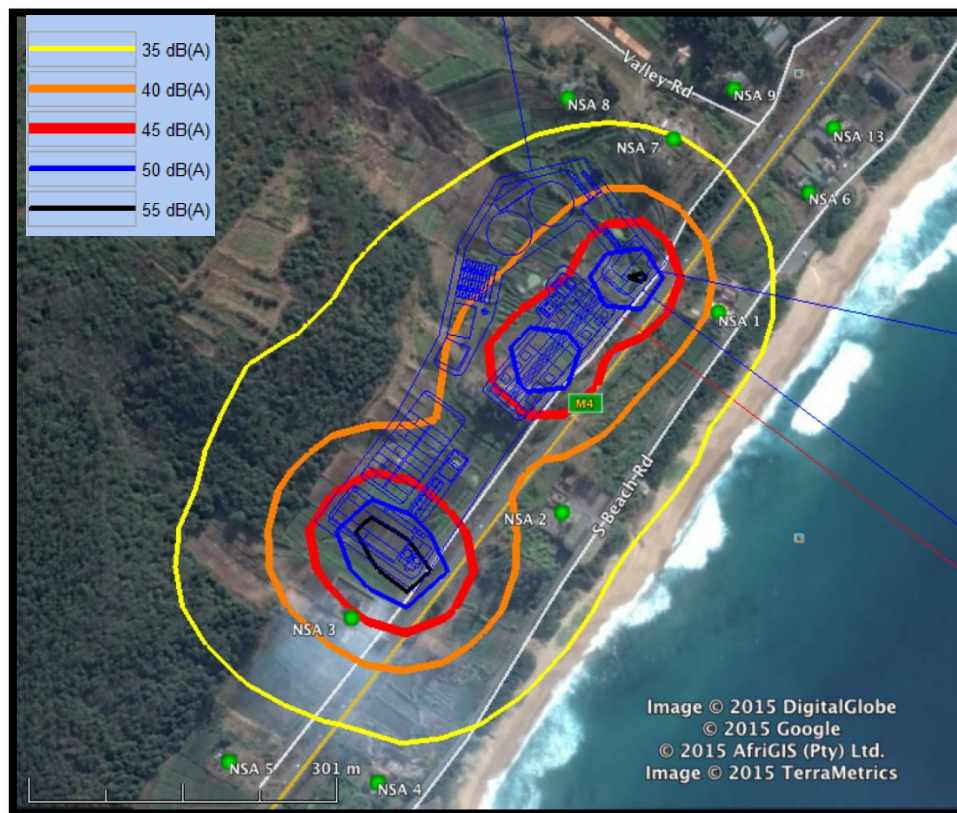 35 dB(A)
40 dB(A)
45 dB(A)
50 dB(A)
55 dB(A)
Valley Rd
NSA 9
NSA 8
NSA 13
NSA 7
NSA 6
NSA 1
M4
S Beach Rd
NSA 2
NSA 3
NSA 5
301 m
NSA 4
Image © 2015 DigitalGlobe
© 2015 Google
© 2015 AfriGIS (Pty) Ltd.
Image © 2015 TerraMetrics